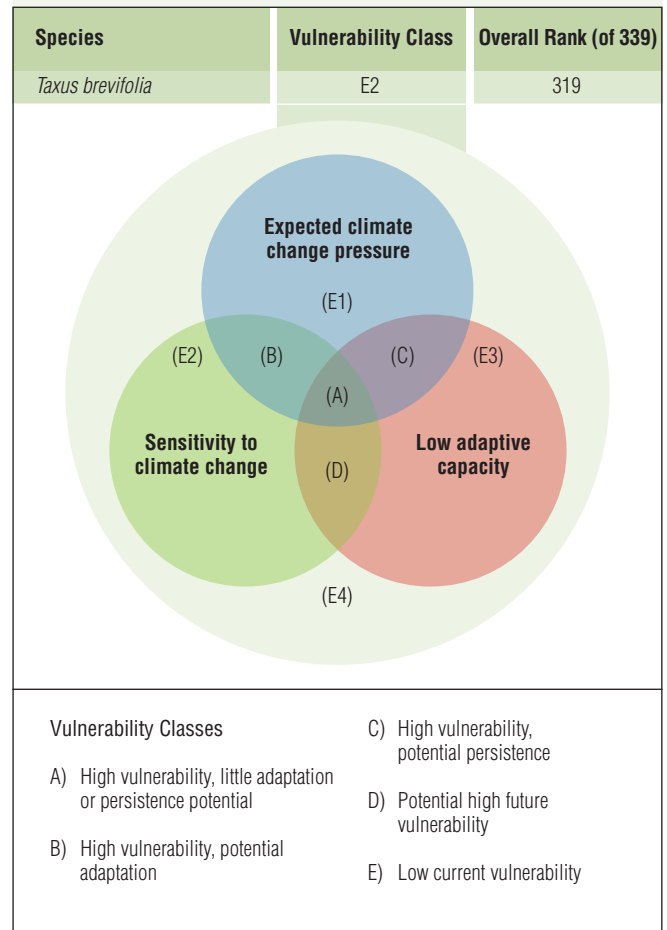 Species Vulnerability Class Overall Rank (of 339)
Taxus brevifolia E2 319
Expected climate
change pressure
(E1)
(E2) (B) (C) (E3)
(A)
Sensitivity to
climate change
Low adaptive
capacity
(D)
(E4)
Vulnerability Classes
A) High vulnerability, little adaptation
or persistence potential
B) High vulnerability, potential
adaptation
C) High vulnerability,
potential persistence
D) Potential high future
vulnerability
E) Low current vulnerability